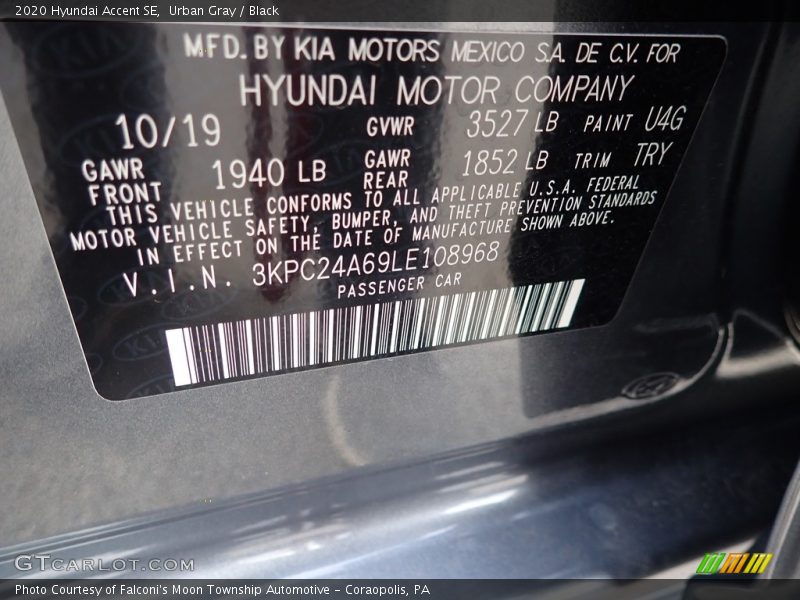 2020 Hyundai Accent SE, Urban Gray / Black
MFD. BY KIA MOTORS MEXICO S.A. DE C.V. FOR
HYUNDAI MOTOR COMPANY
10/19 GVWR 3527 LB PAINT U4G
GAWR FRONT 1940 LB GAWR REAR 1852 LB TRIM TRY
THIS VEHICLE CONFORMS TO ALL APPLICABLE U.S.A. FEDERAL
MOTOR VEHICLE SAFETY, BUMPER, AND THEFT PREVENTION STANDARDS
IN EFFECT ON THE DATE OF MANUFACTURE SHOWN ABOVE.
V.I.N. 3KPC24A69LE108968
PASSENGER CAR
GTCARLOT.COM
Photo Courtesy of Falconi's Moon Township Automotive - Coraopolis, PA